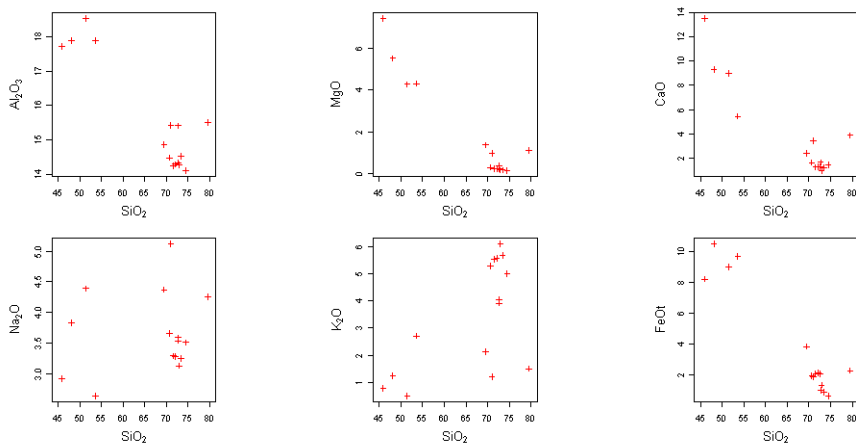 Al₂O₃
14 15 16 17 18
45 50 55 60 65 70 75 80
SiO₂
MgO
0 2 4 6
45 50 55 60 65 70 75 80
SiO₂
CaO
2 4 6 8 10 12 14
45 50 55 60 65 70 75 80
SiO₂
Na₂O
3.0 3.5 4.0 4.5 5.0
45 50 55 60 65 70 75 80
SiO₂
K₂O
1 2 3 4 5 6
45 50 55 60 65 70 75 80
SiO₂
FeOt
2 4 6 8 10
45 50 55 60 65 70 75 80
SiO₂